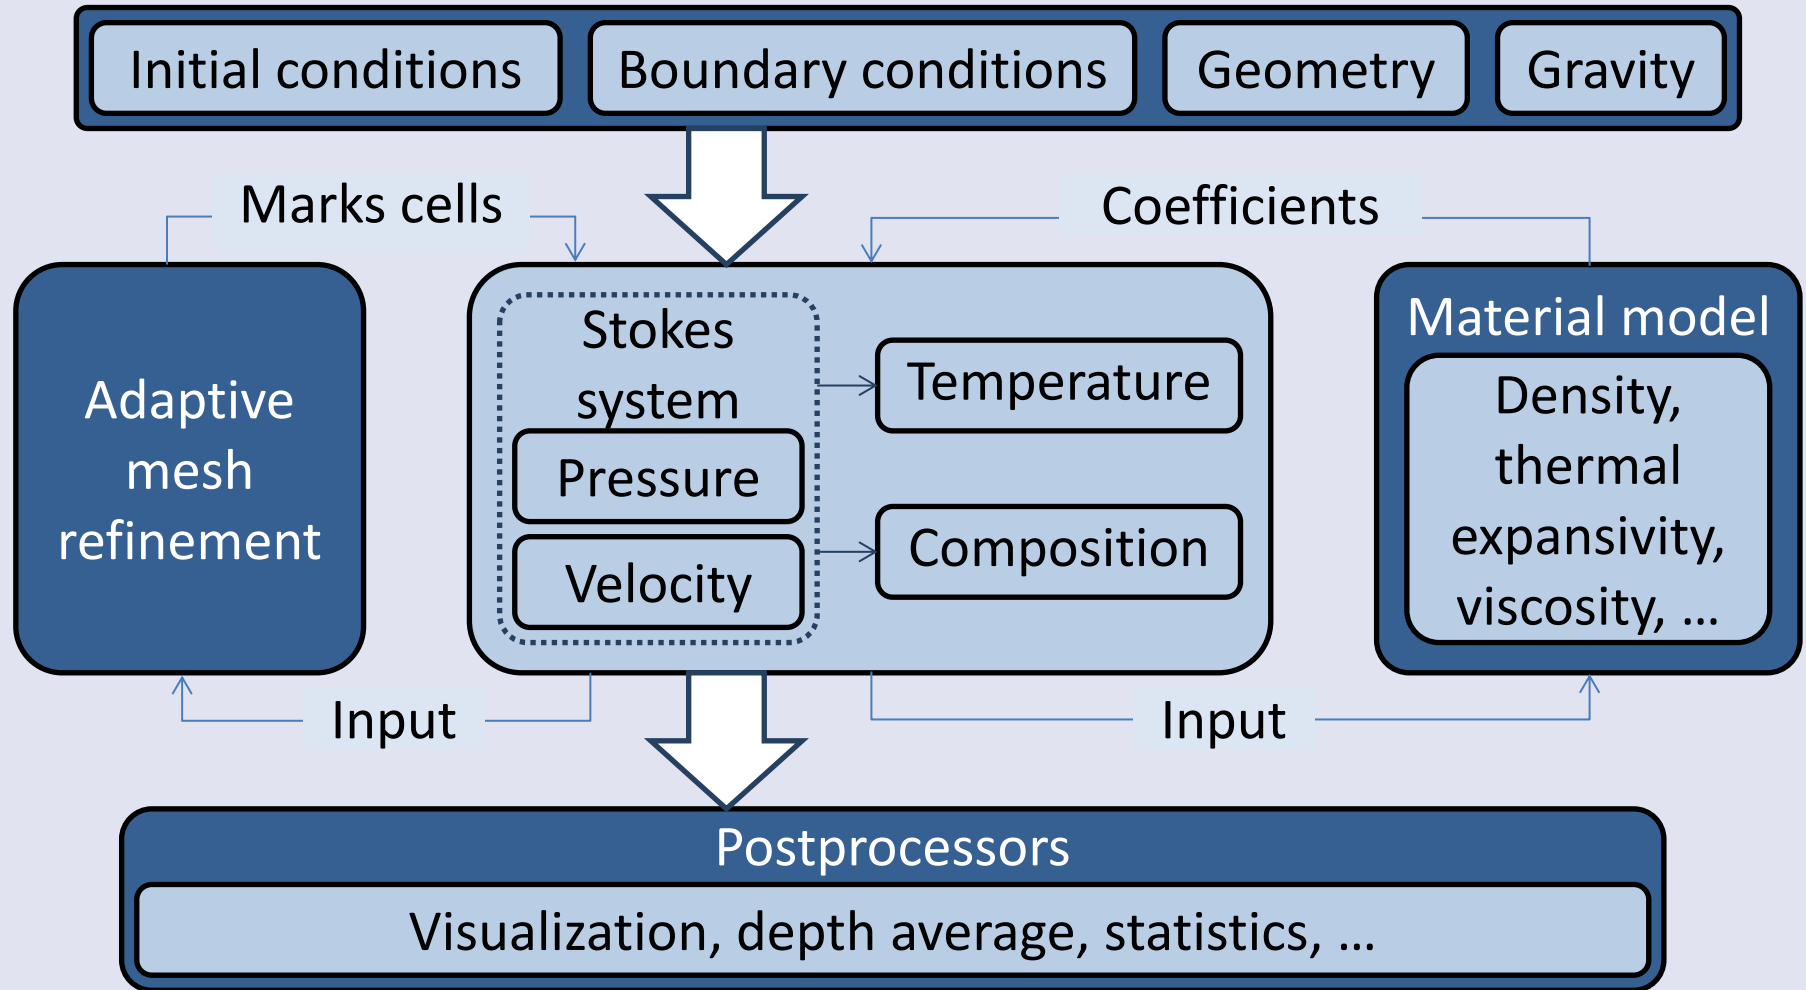 Initial conditions
Boundary conditions
Geometry
Gravity
Marks cells
Coefficients
Adaptive
mesh
refinement
Stokes
system
Pressure
Velocity
Temperature
Composition
Material model
Density,
thermal
expansivity,
viscosity, ...
Input
Input
Postprocessors
Visualization, depth average, statistics, ...